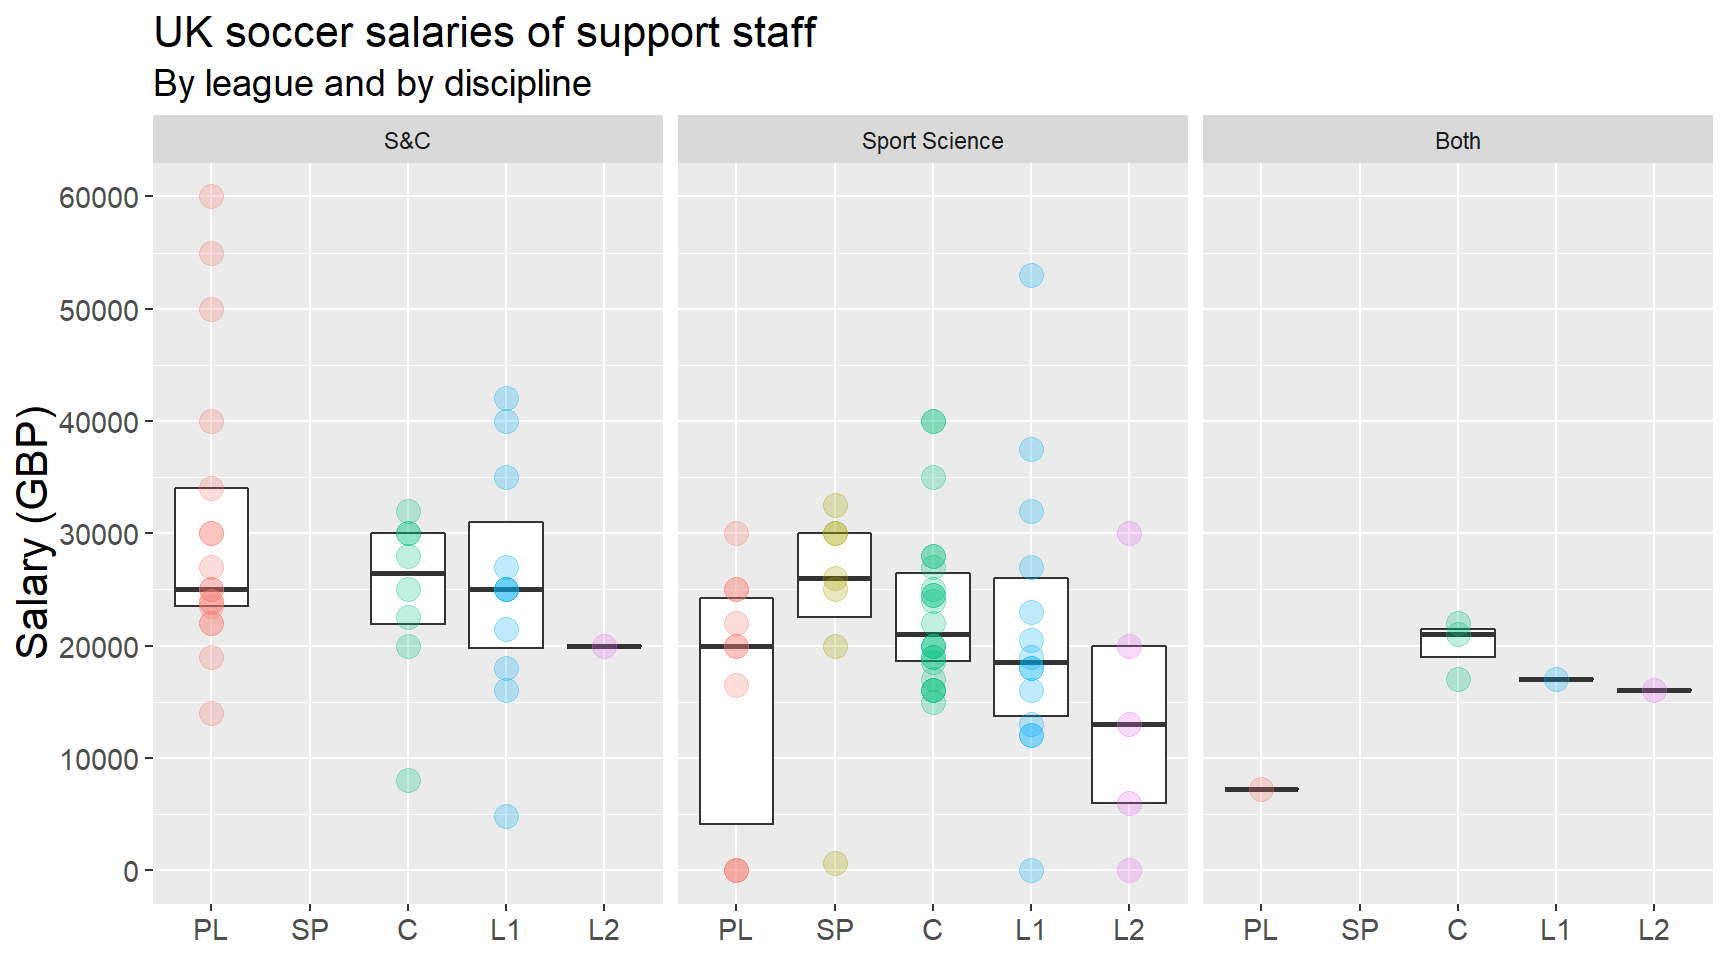 UK soccer salaries of support staff
By league and by discipline
S&C
Sport Science
Both
Salary (GBP)
60000
50000
40000
30000
20000
10000
0
PL SP C L1 L2
PL SP C L1 L2
PL SP C L1 L2